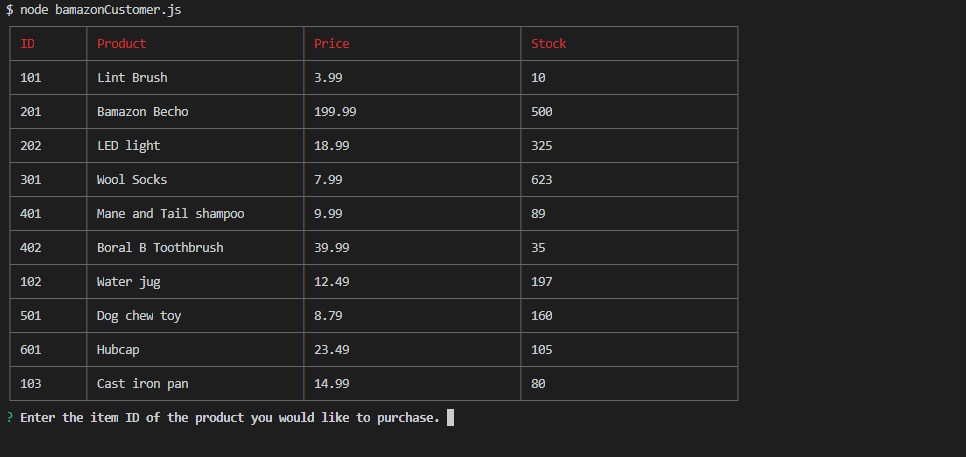 $ node bamazonCustomer.js
ID Product Price Stock
101 Lint Brush 3.99 10
201 Bamazon Becho 199.99 500
202 LED light 18.99 325
301 Wool Socks 7.99 623
401 Mane and Tail shampoo 9.99 89
402 Boral B Toothbrush 39.99 35
102 Water jug 12.49 197
501 Dog chew toy 8.79 160
601 Hubcap 23.49 105
103 Cast iron pan 14.99 80
? Enter the item ID of the product you would like to purchase.